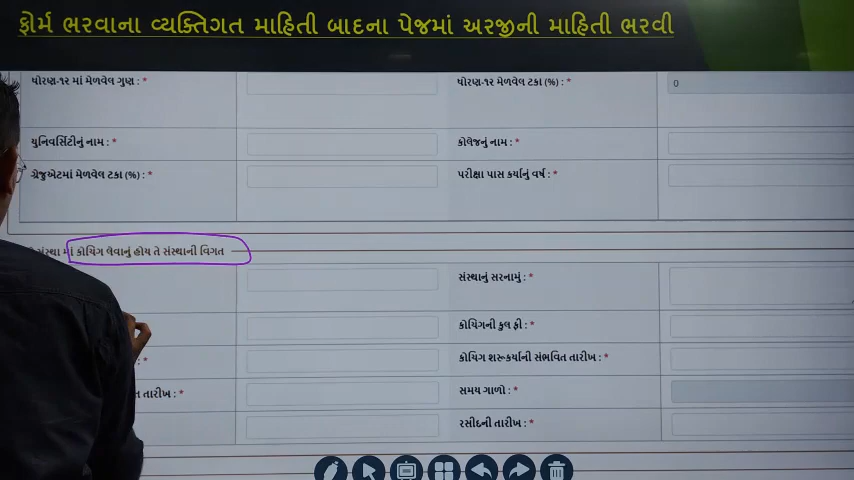 ફોર્મ ભરવાના વ્યક્તિગત માહિતી બાદના પેજમાં અરજીની માહિતી ભરવી
ધોરણ-૧૨ માં મેળવેલ ગુણ : * ધોરણ-૧૨ મેળવેલ ટકા (%) : * 0
યુનિવર્સિટીનું નામ : * કોલેજનું નામ : *
ગ્રેજુએટમાં મેળવેલ ટકા (%) : * પરીક્ષા પાસ કર્યાનું વર્ષ : *
સંસ્થા માં કોચિંગ લેવાનું હોય તે સંસ્થાની વિગત
સંસ્થાનું સરનામું : *
કોચિંગની કુલ ફી : *
: * કોચિંગ શરૂકર્યાની સંભવિત તારીખ : *
તારીખ : * સમય ગાળો : *
રસીદની તારીખ : *